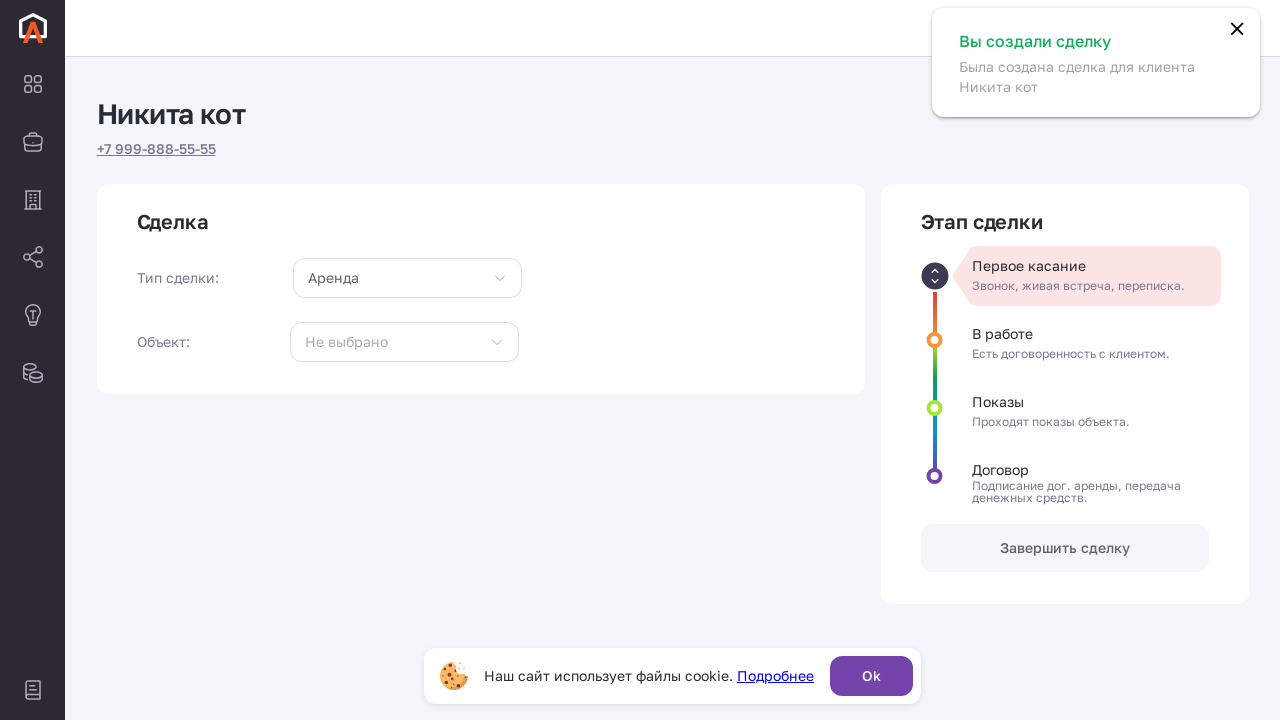 Вы создали сделку
Была создана сделка для клиента
Никита кот
Никита кот
+7 999-888-55-55
Сделка
Тип сделки:
Аренда
Объект:
Не выбрано
Этап сделки
Первое касание
Звонок, живая встреча, переписка.
В работе
Есть договоренность с клиентом.
Показы
Проходят показы объекта.
Договор
Подписание дог. аренды, передача
денежных средств.
Завершить сделку
Наш сайт использует файлы cookie. Подробнее
Ok